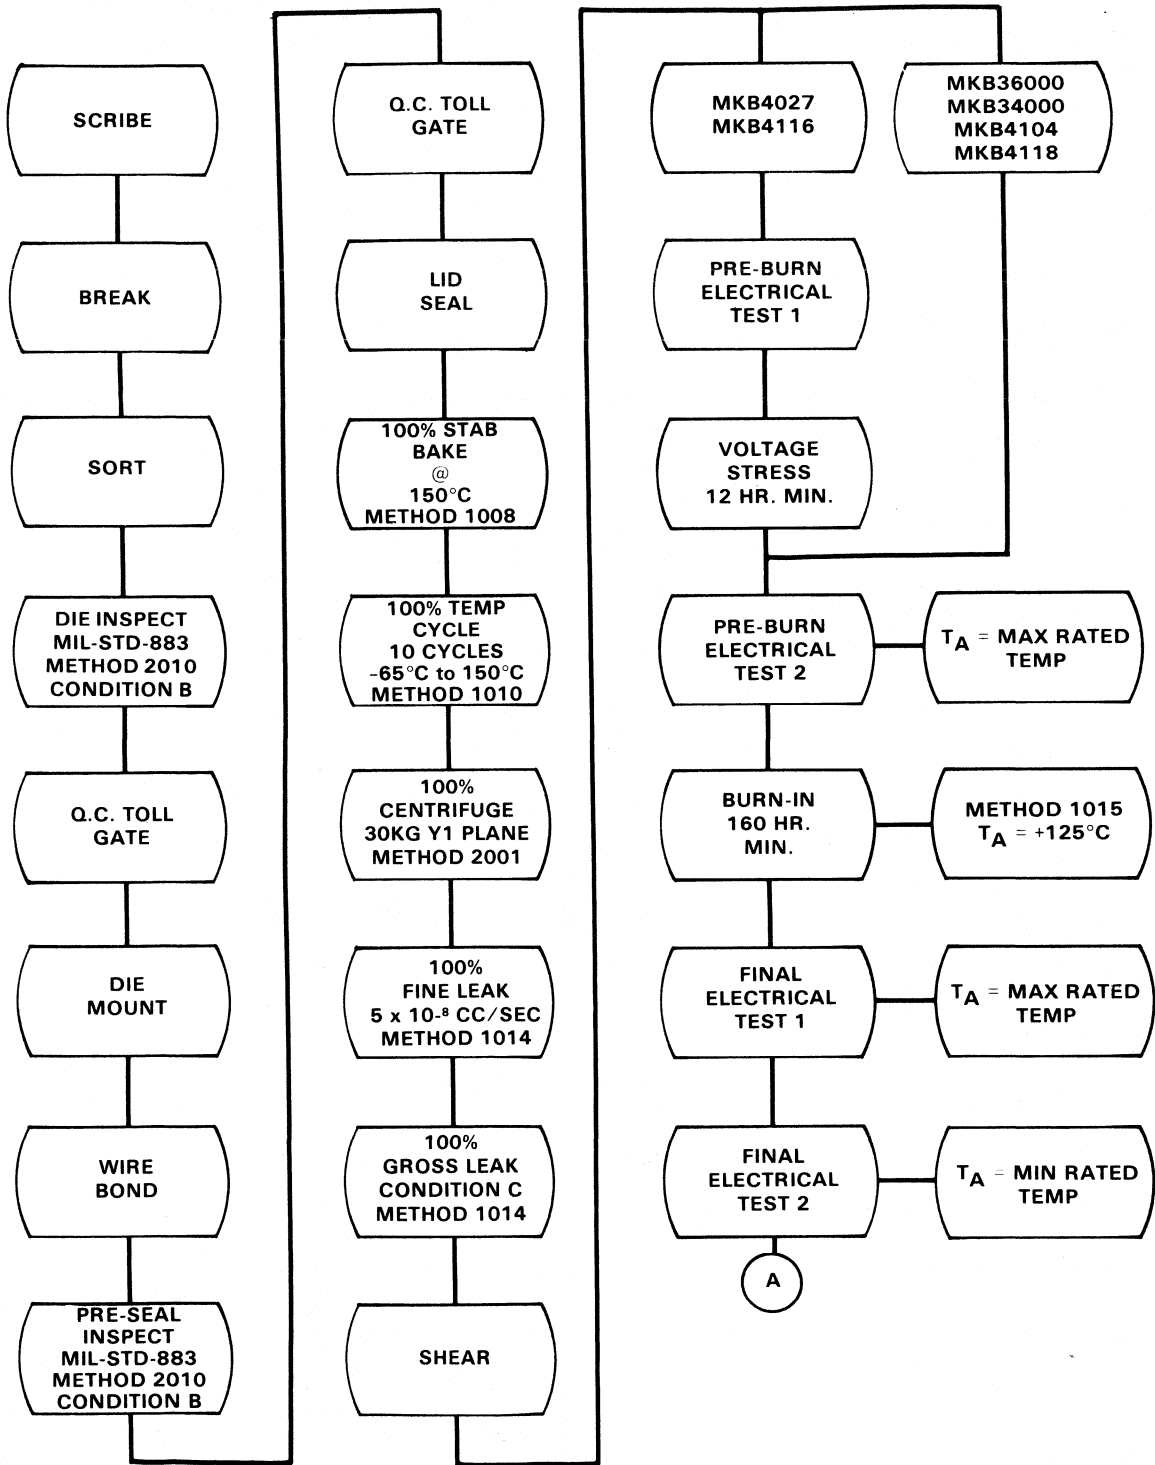 SCRIBE
BREAK
SORT
DIE INSPECT
MIL-STD-883
METHOD 2010
CONDITION B
Q.C. TOLL
GATE
DIE
MOUNT
WIRE
BOND
PRE-SEAL
INSPECT
MIL-STD-883
METHOD 2010
CONDITION B
Q.C. TOLL
GATE
LID
SEAL
100% STAB
BAKE
@
150°C
METHOD 1008
100% TEMP
CYCLE
10 CYCLES
-65°C to 150°C
METHOD 1010
100%
CENTRIFUGE
30KG Y1 PLANE
METHOD 2001
100%
FINE LEAK
5 x 10-⁸ CC/SEC
METHOD 1014
100%
GROSS LEAK
CONDITION C
METHOD 1014
SHEAR
MKB4027
MKB4116
MKB36000
MKB34000
MKB4104
MKB4118
PRE-BURN
ELECTRICAL
TEST 1
VOLTAGE
STRESS
12 HR. MIN.
PRE-BURN
ELECTRICAL
TEST 2
TA = MAX RATED
TEMP
BURN-IN
160 HR.
MIN.
METHOD 1015
TA = +125°C
FINAL
ELECTRICAL
TEST 1
TA = MAX RATED
TEMP
FINAL
ELECTRICAL
TEST 2
TA = MIN RATED
TEMP
A